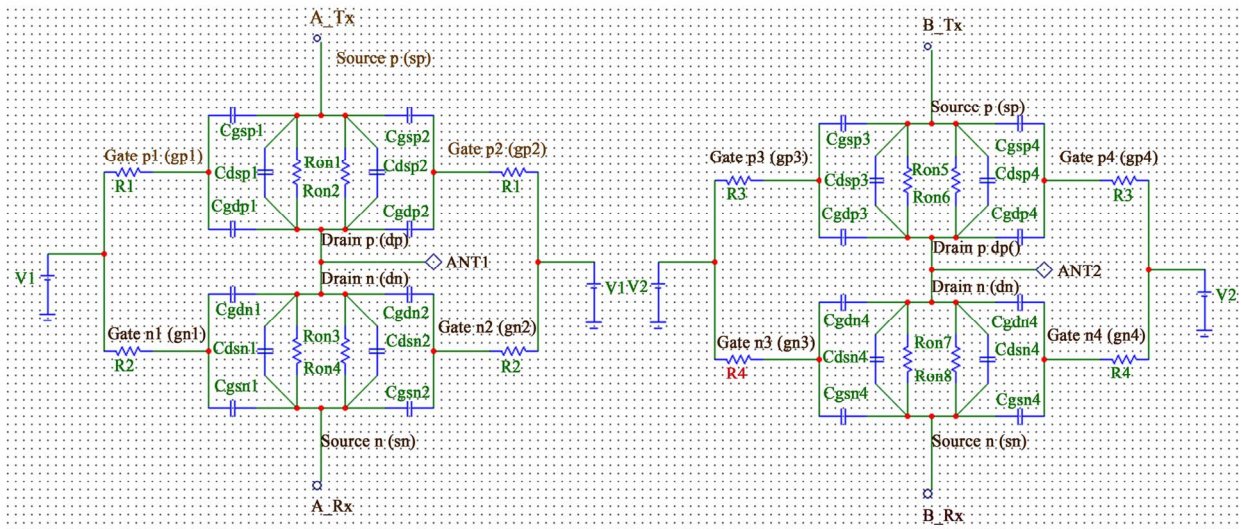 A_Tx
Source p (sp)
Cgsp1
Cgsp2
Gate p1 (gp1)
Gate p2 (gp2)
Ron1
Cdsp1
Cdsp2
R1
R1
Ron2
Cgdp1
Cgdp2
Drain p (dp)
ANT1
V1
V1
Drain n (dn)
Cgdn1
Cgdn2
Gate n1 (gn1)
Gate n2 (gn2)
Ron3
Cdsn1
Cdsn2
R2
R2
Ron4
Cgsn1
Cgsn2
Source n (sn)
A_Rx
B_Tx
Source p (sp)
Cgsp3
Cgsp4
Gate p3 (gp3)
Gate p4 (gp4)
Ron5
Cdsp3
Cdsp4
R3
R3
Ron6
Cgdp3
Cgdp4
Drain p dp()
ANT2
V2
V2
Drain n (dn)
Cgdn4
Cgdn4
Gate n3 (gn3)
Gate n4 (gn4)
Ron7
Cdsn4
Cdsn4
R4
R4
Ron8
Cgsn4
Cgsn4
Source n (sn)
B_Rx